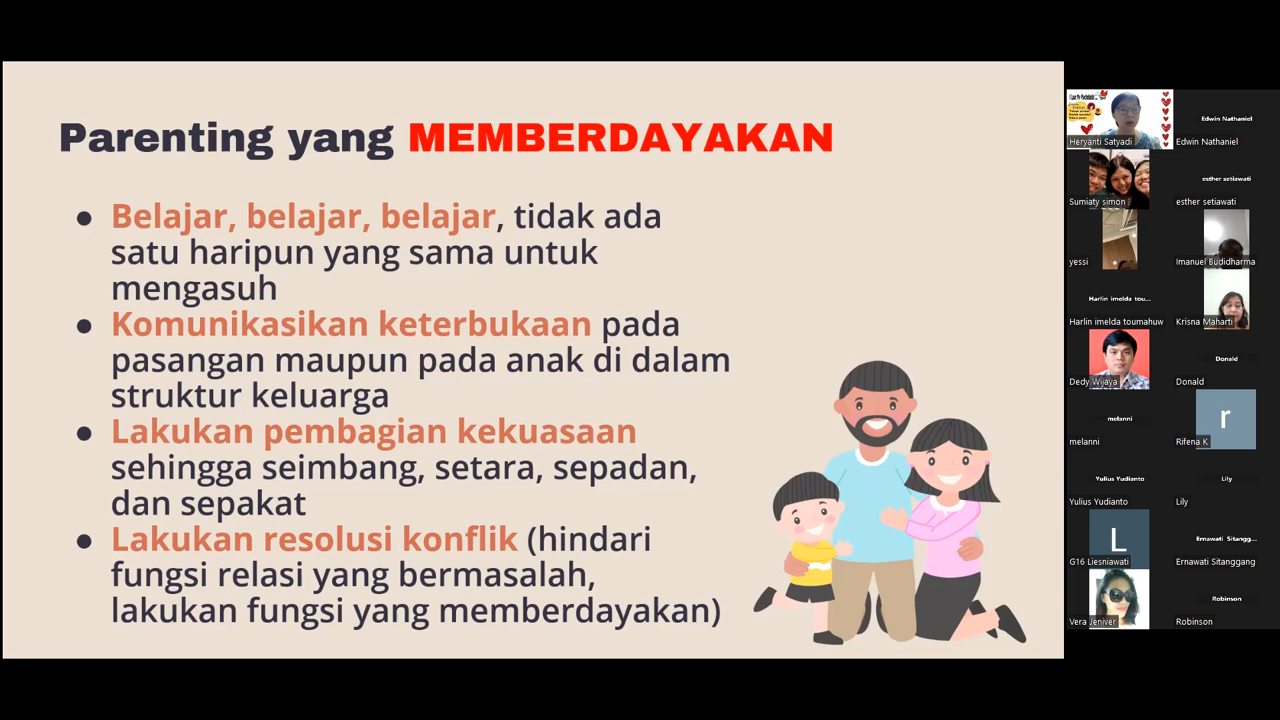 Parenting yang MEMBERDAYAKAN
● Belajar, belajar, belajar, tidak ada
satu haripun yang sama untuk
mengasuh
● Komunikasikan keterbukaan pada
pasangan maupun pada anak di dalam
struktur keluarga
● Lakukan pembagian kekuasaan
sehingga seimbang, setara, sepadan,
dan sepakat
● Lakukan resolusi konflik (hindari
fungsi relasi yang bermasalah,
lakukan fungsi yang memberdayakan)
Heryanti Satyadi
Edwin Nathaniel
Edwin Nathaniel
Sumiaty simon
esther setiawati
esther setiawati
yessi
Imanuel Budidharma
Harlin imelda tou...
Harlin imelda toumahuw
Krisna Maharti
Dedy Wijaya
Donald
Donald
melanni
melanni
r
Rifena K
Yulius Yudianto
Yulius Yudianto
Lily
Lily
L
G16 Liesniawati
Ernawati Sitangg...
Ernawati Sitanggang
Vera Jeniver
Robinson
Robinson